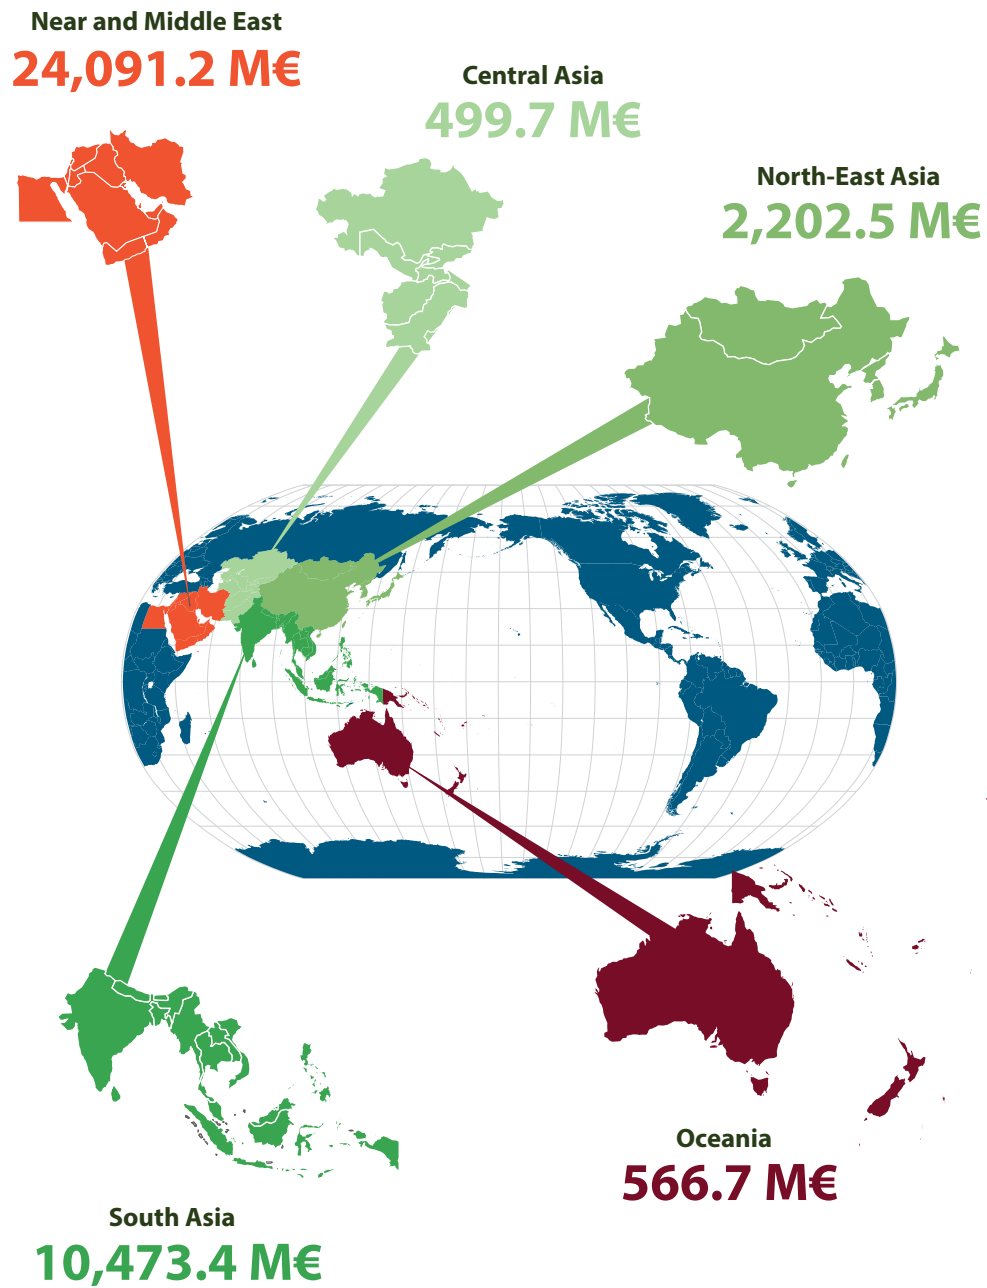 Near and Middle East
24,091.2 M€
Central Asia
499.7 M€
North-East Asia
2,202.5 M€
Oceania
566.7 M€
South Asia
10,473.4 M€